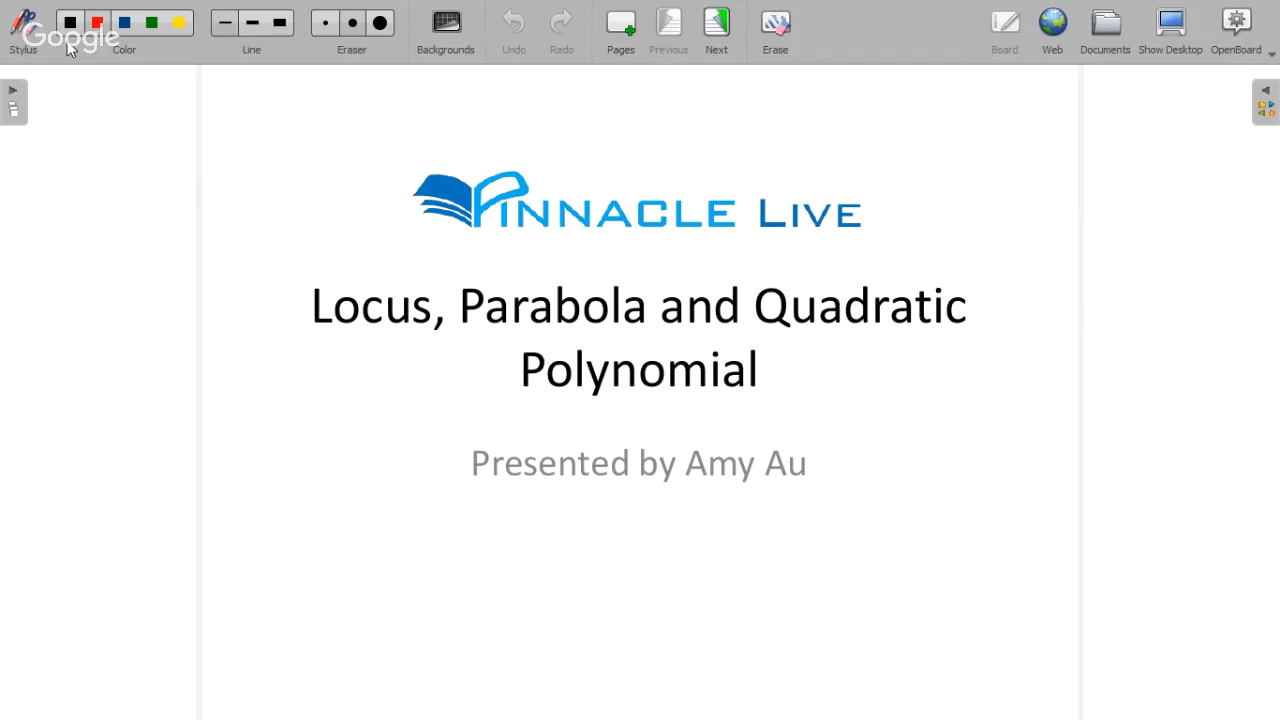 Google
Stylus
Color
Line
Eraser
Backgrounds
Undo
Redo
Pages
Previous
Next
Erase
Board
Web
Documents
Show Desktop
OpenBoard
PINNACLE LIVE
Locus, Parabola and Quadratic
Polynomial
Presented by Amy Au